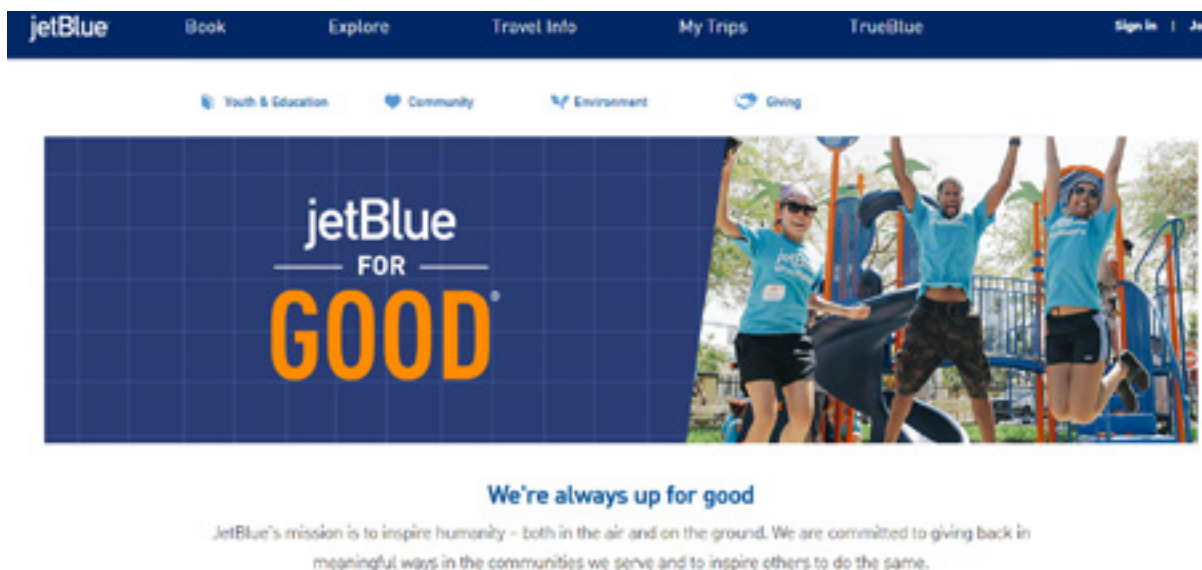 jetBlue Book Explore Travel Info My Trips TrueBlue Sign in |
Youth & Education Community Environment Giving
jetBlue
FOR
GOOD®
jetBlue
We're always up for good
JetBlue's mission is to inspire humanity – both in the air and on the ground. We are committed to giving back in
meaningful ways in the communities we serve and to inspire others to do the same.